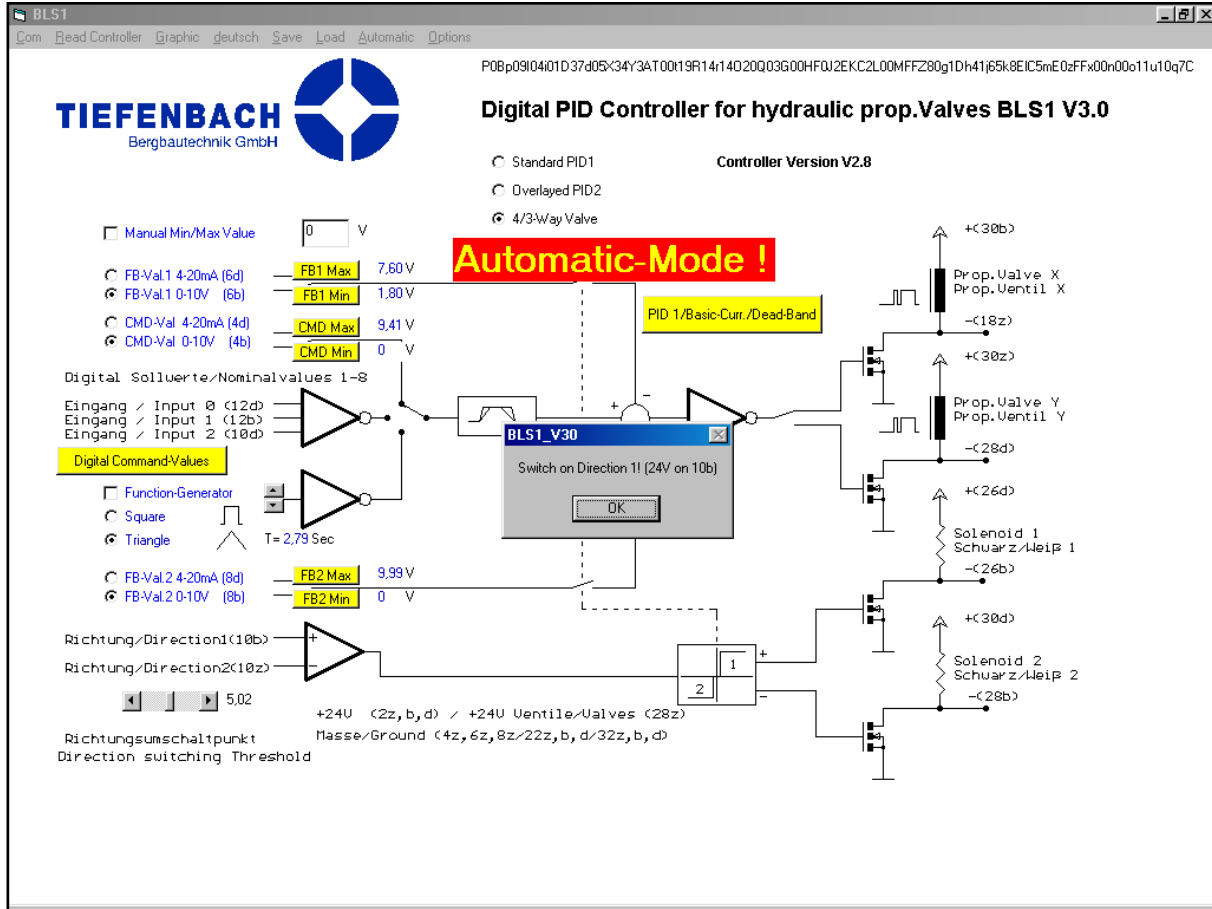 BLS1
Com Read Controller Graphic deutsch Save Load Automatic Options
P0Bp09I04i01D37d05X34Y3AT00t19R14r14O20Q03G00HF0J2EKC2L00MFFZ80g1Dh41j65k8EIC5mE0zFFx00n00o11u10q7C
TIEFENBACH
Bergbautechnik GmbH
Digital PID Controller for hydraulic prop.Valves BLS1 V3.0
Standard PID1
Controller Version V2.8
Overlayed PID2
4/3-Way Valve
Manual Min/Max Value 0 V
Automatic-Mode !
FB-Val.1 4-20mA (6d) FB1 Max 7,60 V
FB-Val.1 0-10V (6b) FB1 Min 1,80 V
CMD-Val 4-20mA (4d) CMD Max 9,41 V
CMD-Val 0-10V (4b) CMD Min 0 V
PID 1/Basic-Curr./Dead-Band
+(30b)
Prop.Valve X
Prop.Ventil X
-(18z)
+(30z)
Digital Sollwerte/Nominalvalues 1-8
Eingang / Input 0 (12d)
Eingang / Input 1 (12b)
Eingang / Input 2 (10d)
+ -
Prop.Valve Y
Prop.Ventil Y
-(28d)
Digital Command-Values
BLS1_V30
Switch on Direction 1! (24V on 10b)
OK
Function-Generator
Square
Triangle T= 2,79 Sec
+(26d)
Solenoid 1
Schwarz/Weiß 1
-(26b)
FB-Val.2 4-20mA (8d) FB2 Max 9,99 V
FB-Val.2 0-10V (8b) FB2 Min 0 V
+(30d)
Richtung/Direction1(10b) +
Richtung/Direction2(10z) -
1 +
2 -
Solenoid 2
Schwarz/Weiß 2
-(28b)
5,02
+24V (2z,b,d) / +24V Ventile/Valves (28z)
Masse/Ground (4z,6z,8z/22z,b,d/32z,b,d)
Richtungsumschaltpunkt
Direction switching Threshold